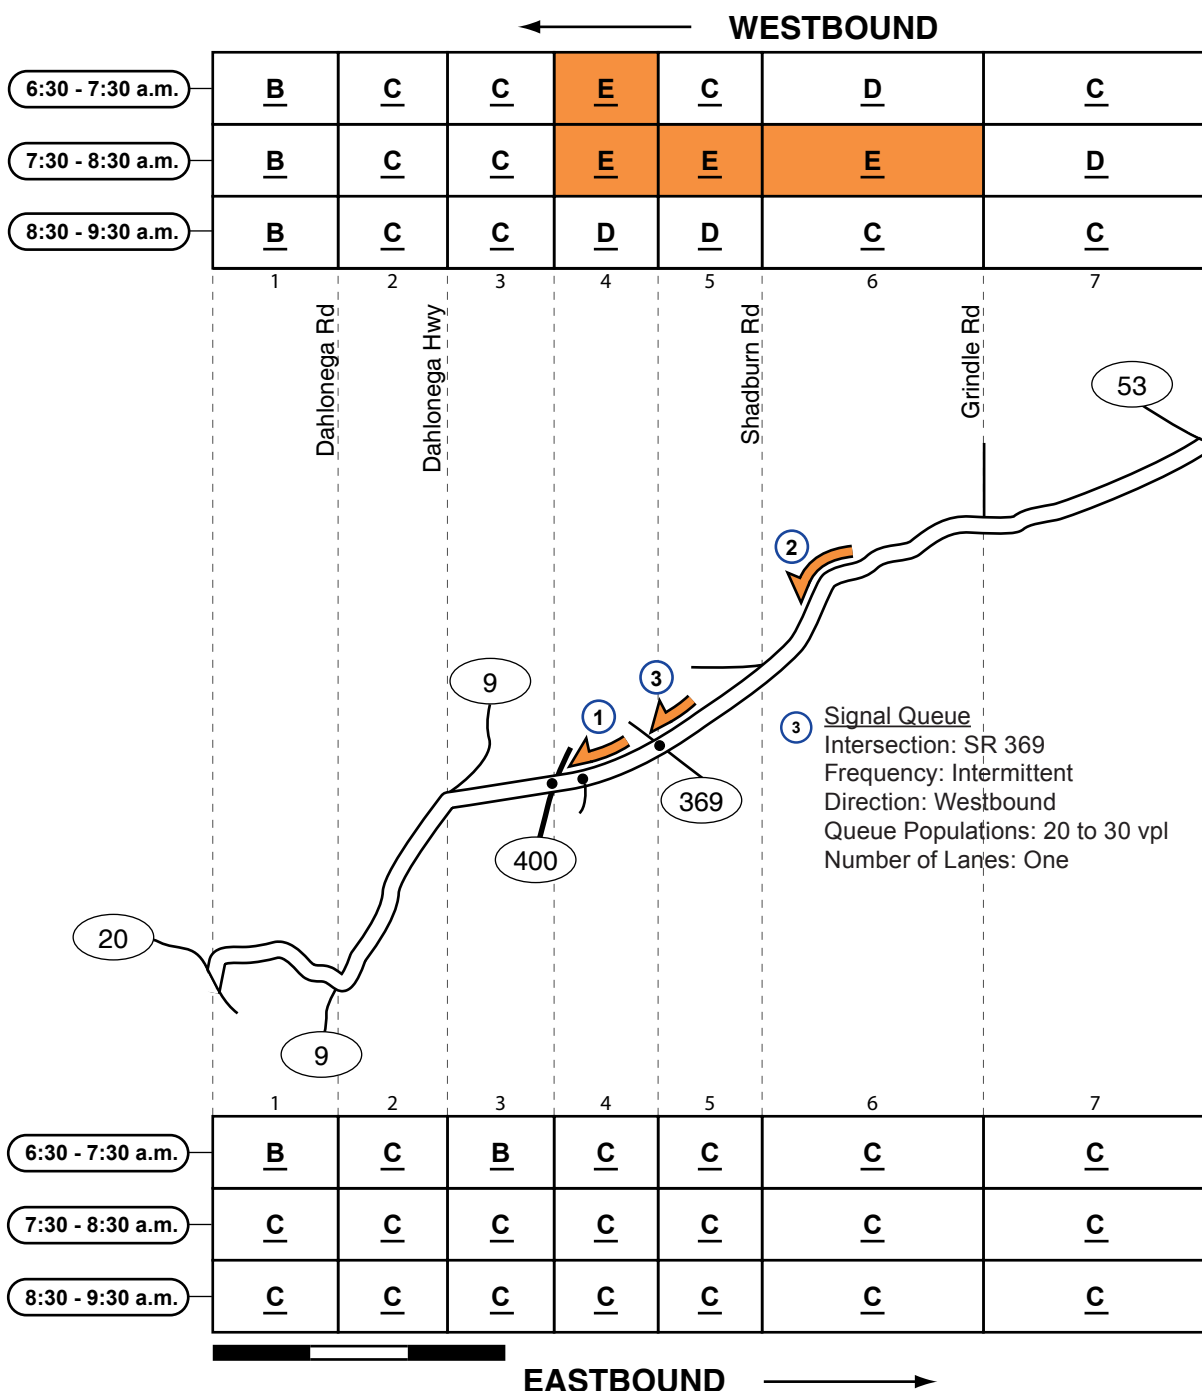 WESTBOUND
6:30 - 7:30 a.m. B C C E C D C
7:30 - 8:30 a.m. B C C E E E D
8:30 - 9:30 a.m. B C C D D C C
1 2 3 4 5 6 7
Dahlonega Rd
Dahlonega Hwy
Shadburn Rd
Grindle Rd
53
2
9
3
1
3 Signal Queue
Intersection: SR 369
Frequency: Intermittent
Direction: Westbound
Queue Populations: 20 to 30 vpl
Number of Lanes: One
369
400
20
9
1 2 3 4 5 6 7
6:30 - 7:30 a.m. B C B C C C C
7:30 - 8:30 a.m. C C C C C C C
8:30 - 9:30 a.m. C C C C C C C
EASTBOUND